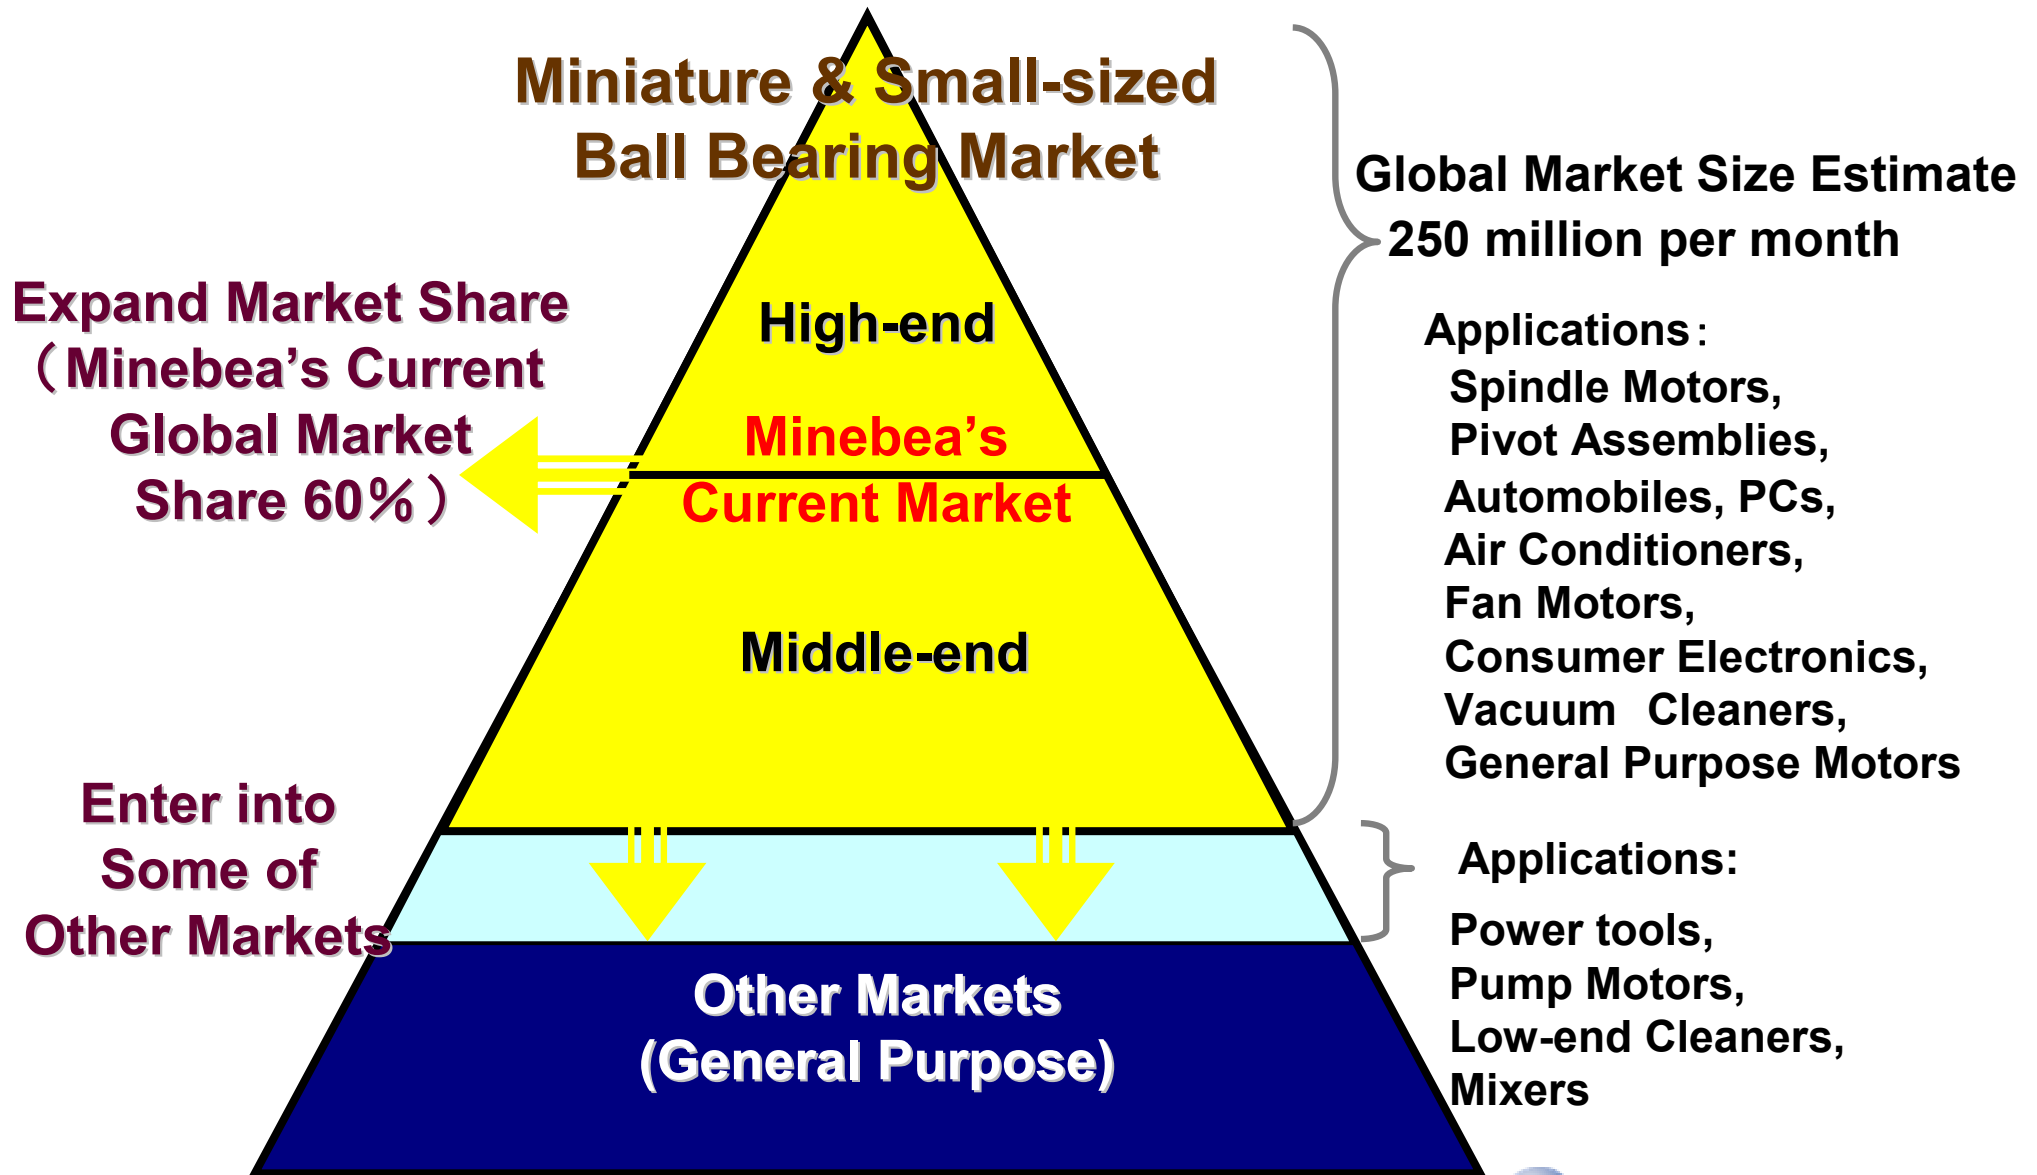 Miniature & Small-sized
Ball Bearing Market
Global Market Size Estimate
250 million per month
Expand Market Share
（Minebea’s Current
Global Market
Share 60％）
High-end
Minebea’s
Current Market
Middle-end
Applications：
Spindle Motors,
Pivot Assemblies,
Automobiles, PCs,
Air Conditioners,
Fan Motors,
Consumer Electronics,
Vacuum Cleaners,
General Purpose Motors
Enter into
Some of
Other Markets
Other Markets
(General Purpose)
Applications:
Power tools,
Pump Motors,
Low-end Cleaners,
Mixers